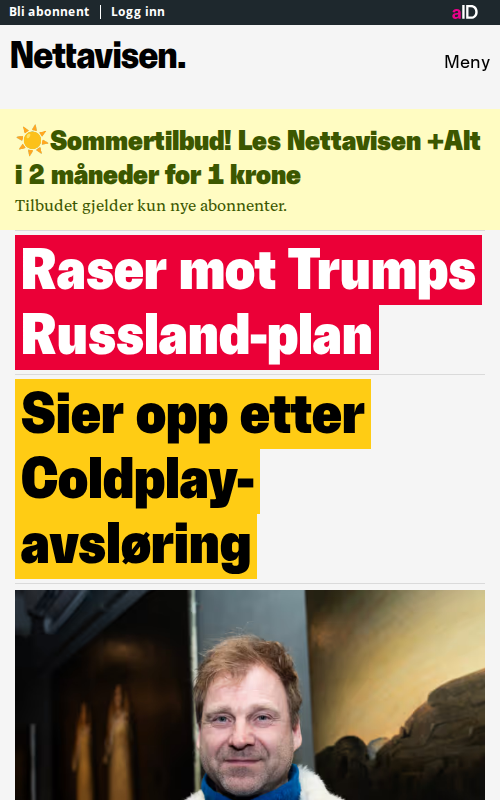 Bli abonnent | Logg inn
aID
Nettavisen.
Meny
☀️Sommertilbud! Les Nettavisen +Alt
i 2 måneder for 1 krone
Tilbudet gjelder kun nye abonnenter.
Raser mot Trumps
Russland-plan
Sier opp etter
Coldplay-
avsløring